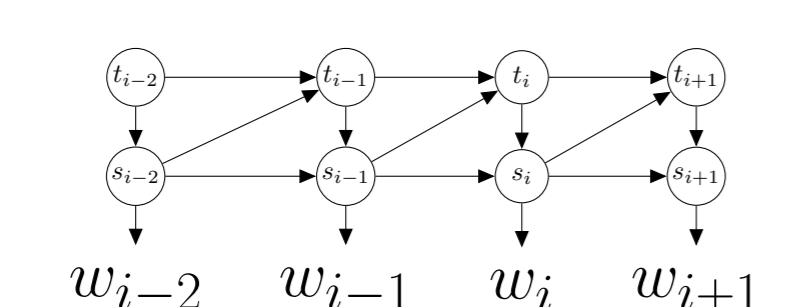 t_{i−2} t_{i−1} t_i t_{i+1}
s_{i−2} s_{i−1} s_i s_{i+1}
w_{i−2} w_{i−1} w_i w_{i+1}